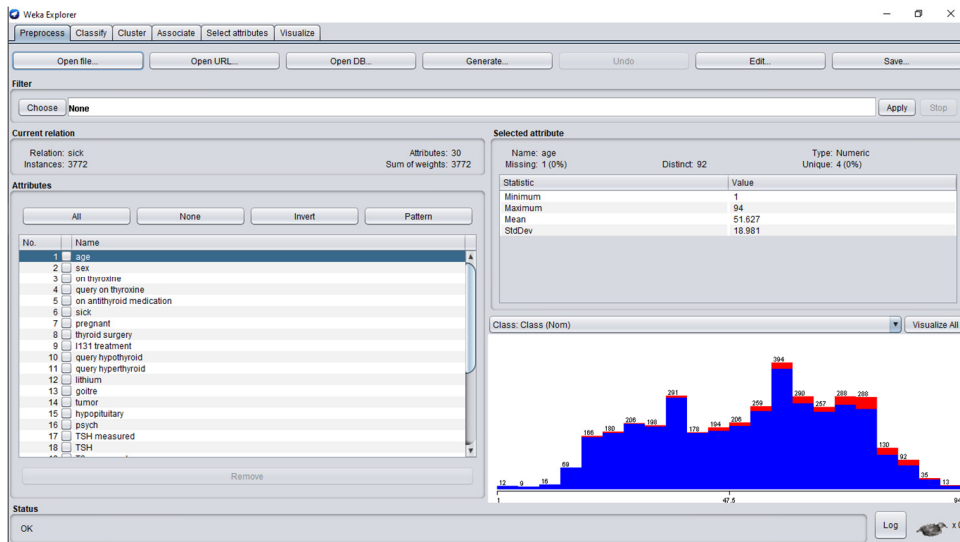 Weka Explorer
Preprocess Classify Cluster Associate Select attributes Visualize
Open file... Open URL... Open DB... Generate... Undo Edit... Save...
Filter
Choose None Apply Stop
Current relation
Relation: sick Attributes: 30
Instances: 3772 Sum of weights: 3772
Attributes
All None Invert Pattern
No. Name
1 age
2 sex
3 on thyroxine
4 query on thyroxine
5 on antithyroid medication
6 sick
7 pregnant
8 thyroid surgery
9 I131 treatment
10 query hypothyroid
11 query hyperthyroid
12 lithium
13 goitre
14 tumor
15 hypopituitary
16 psych
17 TSH measured
18 TSH
Remove
Selected attribute
Name: age Type: Numeric
Missing: 1 (0%) Distinct: 92 Unique: 4 (0%)
Statistic Value
Minimum 1
Maximum 94
Mean 51.627
StdDev 18.981
Class: Class (Nom) Visualize All
12 9 16 69 166 180 206 198 291 178 194 206 259 394 290 257 288 288 130 92 35 13
1 47.5 94
Status
OK Log